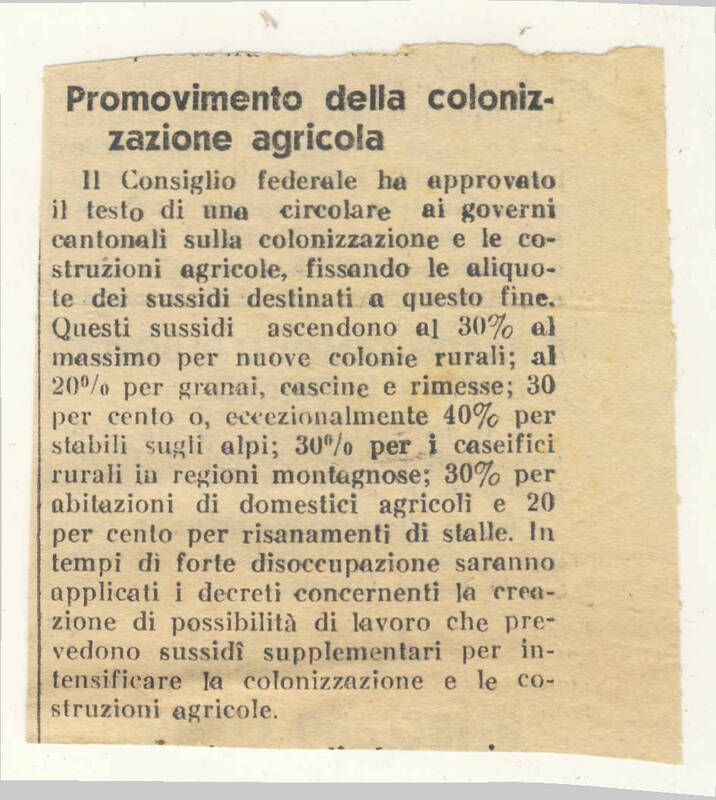 Promovimento della coloniz-
zazione agricola
Il Consiglio federale ha approvato
il testo di una circolare ai governi
cantonali sulla colonizzazione e le co-
struzioni agricole, fissando le aliquo-
te dei sussidi destinati a questo fine.
Questi sussidi ascendono al 30% al
massimo per nuove colonie rurali; al
20% per granai, cascine e rimesse; 30
per cento o, eccezionalmente 40% per
stabili sugli alpi; 30% per i caseifici
rurali in regioni montagnose; 30% per
abitazioni di domestici agricoli e 20
per cento per risanamenti di stalle. In
tempi di forte disoccupazione saranno
applicati i decreti concernenti la crea-
zione di possibilità di lavoro che pre-
vedono sussidî supplementari per in-
tensificare la colonizzazione e le co-
struzioni agricole.